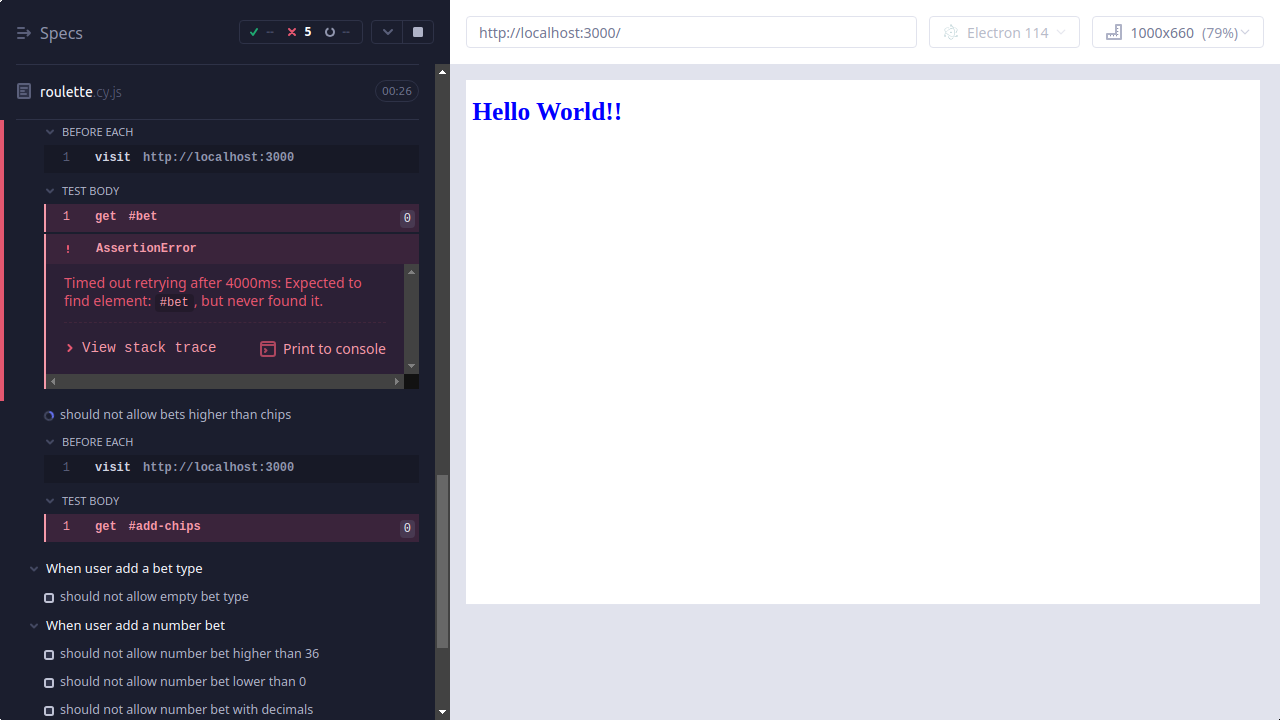 Specs
-- 5 --
roulette.cy.js
00:26
BEFORE EACH
1 visit http://localhost:3000
TEST BODY
1 get #bet 0
! AssertionError
Timed out retrying after 4000ms: Expected to
find element: #bet, but never found it.
View stack trace
Print to console
should not allow bets higher than chips
BEFORE EACH
1 visit http://localhost:3000
TEST BODY
1 get #add-chips 0
When user add a bet type
should not allow empty bet type
When user add a number bet
should not allow number bet higher than 36
should not allow number bet lower than 0
should not allow number bet with decimals
http://localhost:3000/
Electron 114
1000x660 (79%)
Hello World!!